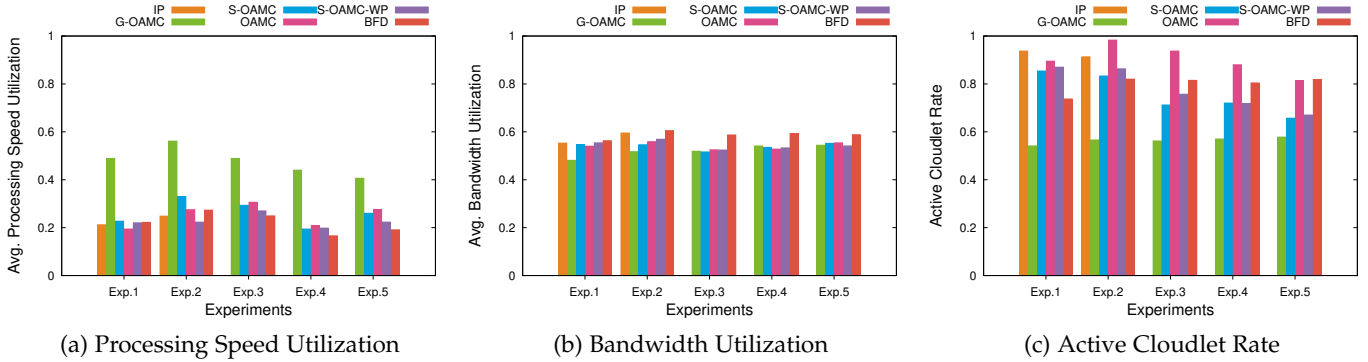 IP S-OAMC S-OAMC-WP
G-OAMC OAMC BFD
1
0.8
0.6
0.4
0.2
0
Avg. Processing Speed Utilization
Exp.1 Exp.2 Exp.3 Exp.4 Exp.5
Experiments
(a) Processing Speed Utilization
IP S-OAMC S-OAMC-WP
G-OAMC OAMC BFD
1
0.8
0.6
0.4
0.2
0
Avg. Bandwidth Utilization
Exp.1 Exp.2 Exp.3 Exp.4 Exp.5
Experiments
(b) Bandwidth Utilization
IP S-OAMC S-OAMC-WP
G-OAMC OAMC BFD
1
0.8
0.6
0.4
0.2
0
Active Cloudlet Rate
Exp.1 Exp.2 Exp.3 Exp.4 Exp.5
Experiments
(c) Active Cloudlet Rate